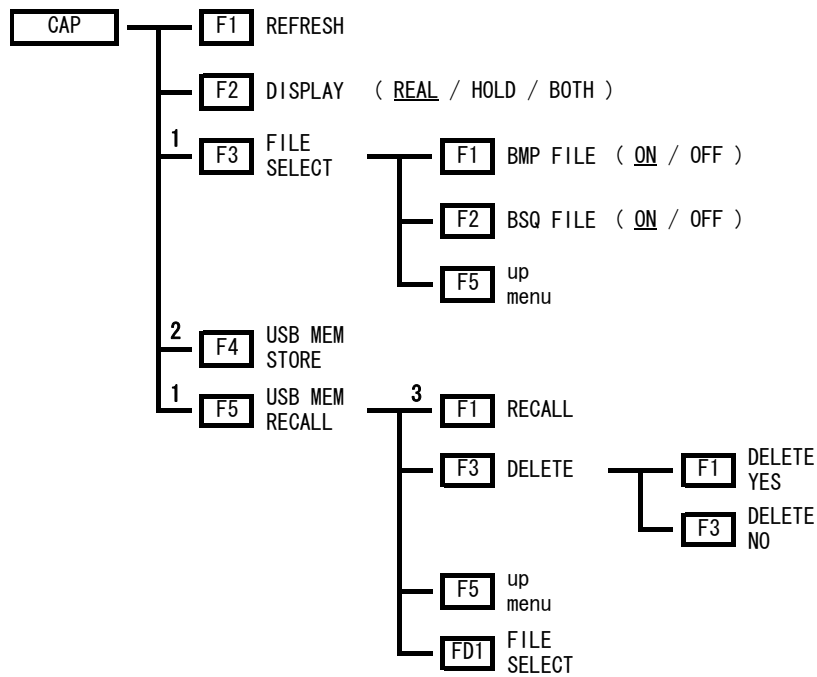 CAP F1 REFRESH
F2 DISPLAY ( REAL / HOLD / BOTH )
1 F3 FILE
SELECT
F1 BMP FILE ( ON / OFF )
F2 BSQ FILE ( ON / OFF )
F5 up
menu
2 F4 USB MEM
STORE
1 F5 USB MEM
RECALL
3 F1 RECALL
F3 DELETE
F1 DELETE
YES
F3 DELETE
NO
F5 up
menu
FD1 FILE
SELECT